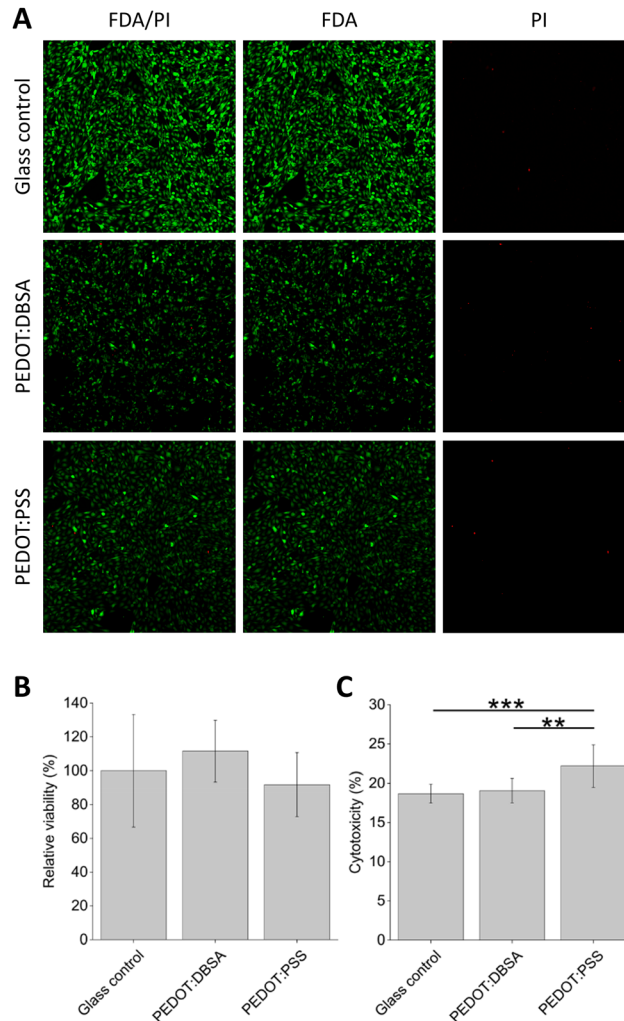 A
FDA/PI
FDA
PI
Glass control
PEDOT:DBSA
PEDOT:PSS
B
Relative viability (%)
140
120
100
80
60
40
20
0
Glass control
PEDOT:DBSA
PEDOT:PSS
C
Cytotoxicity (%)
30
25
20
15
10
5
0
***
**
Glass control
PEDOT:DBSA
PEDOT:PSS